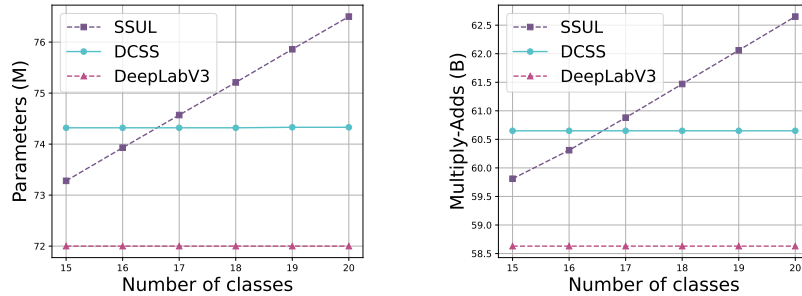 SSUL
DCSS
DeepLabV3
Parameters (M)
76
75
74
73
72
15 16 17 18 19 20
Number of classes
SSUL
DCSS
DeepLabV3
Multiply-Adds (B)
62.5
62.0
61.5
61.0
60.5
60.0
59.5
59.0
58.5
15 16 17 18 19 20
Number of classes